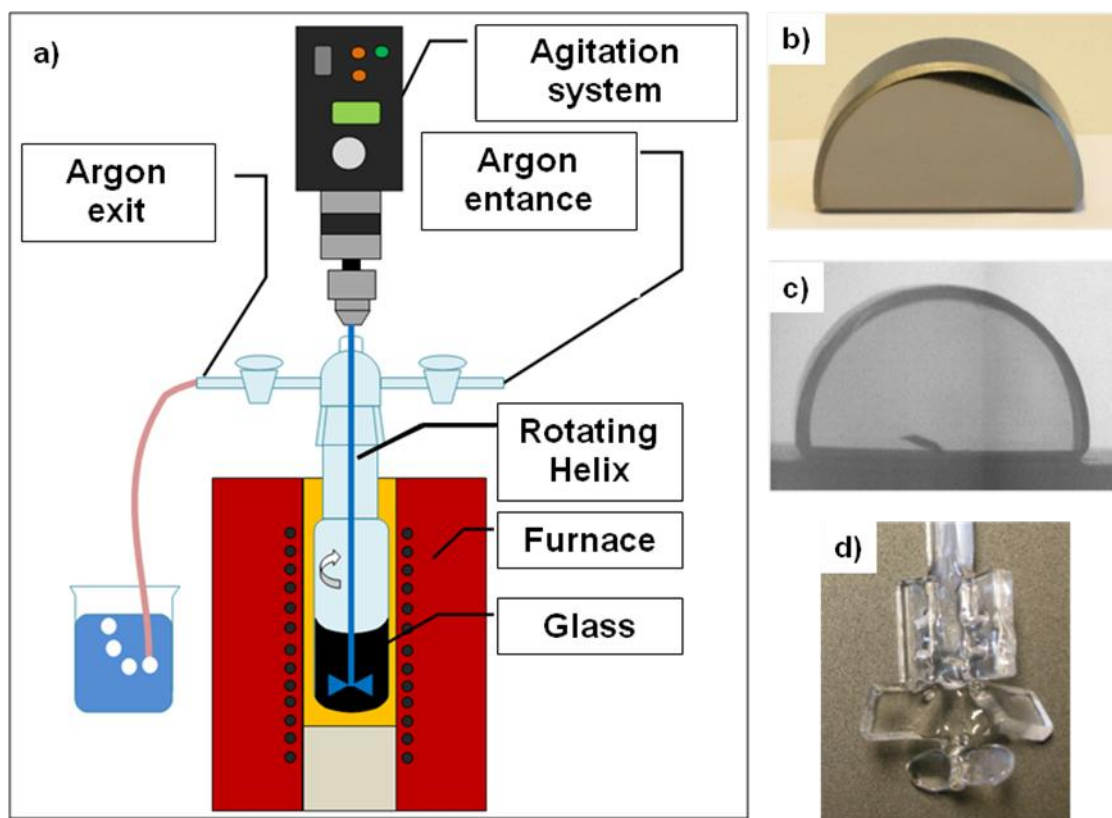 a)
Agitation
system
Argon
exit
Argon
entance
Rotating
Helix
Furnace
Glass
b)
c)
d)